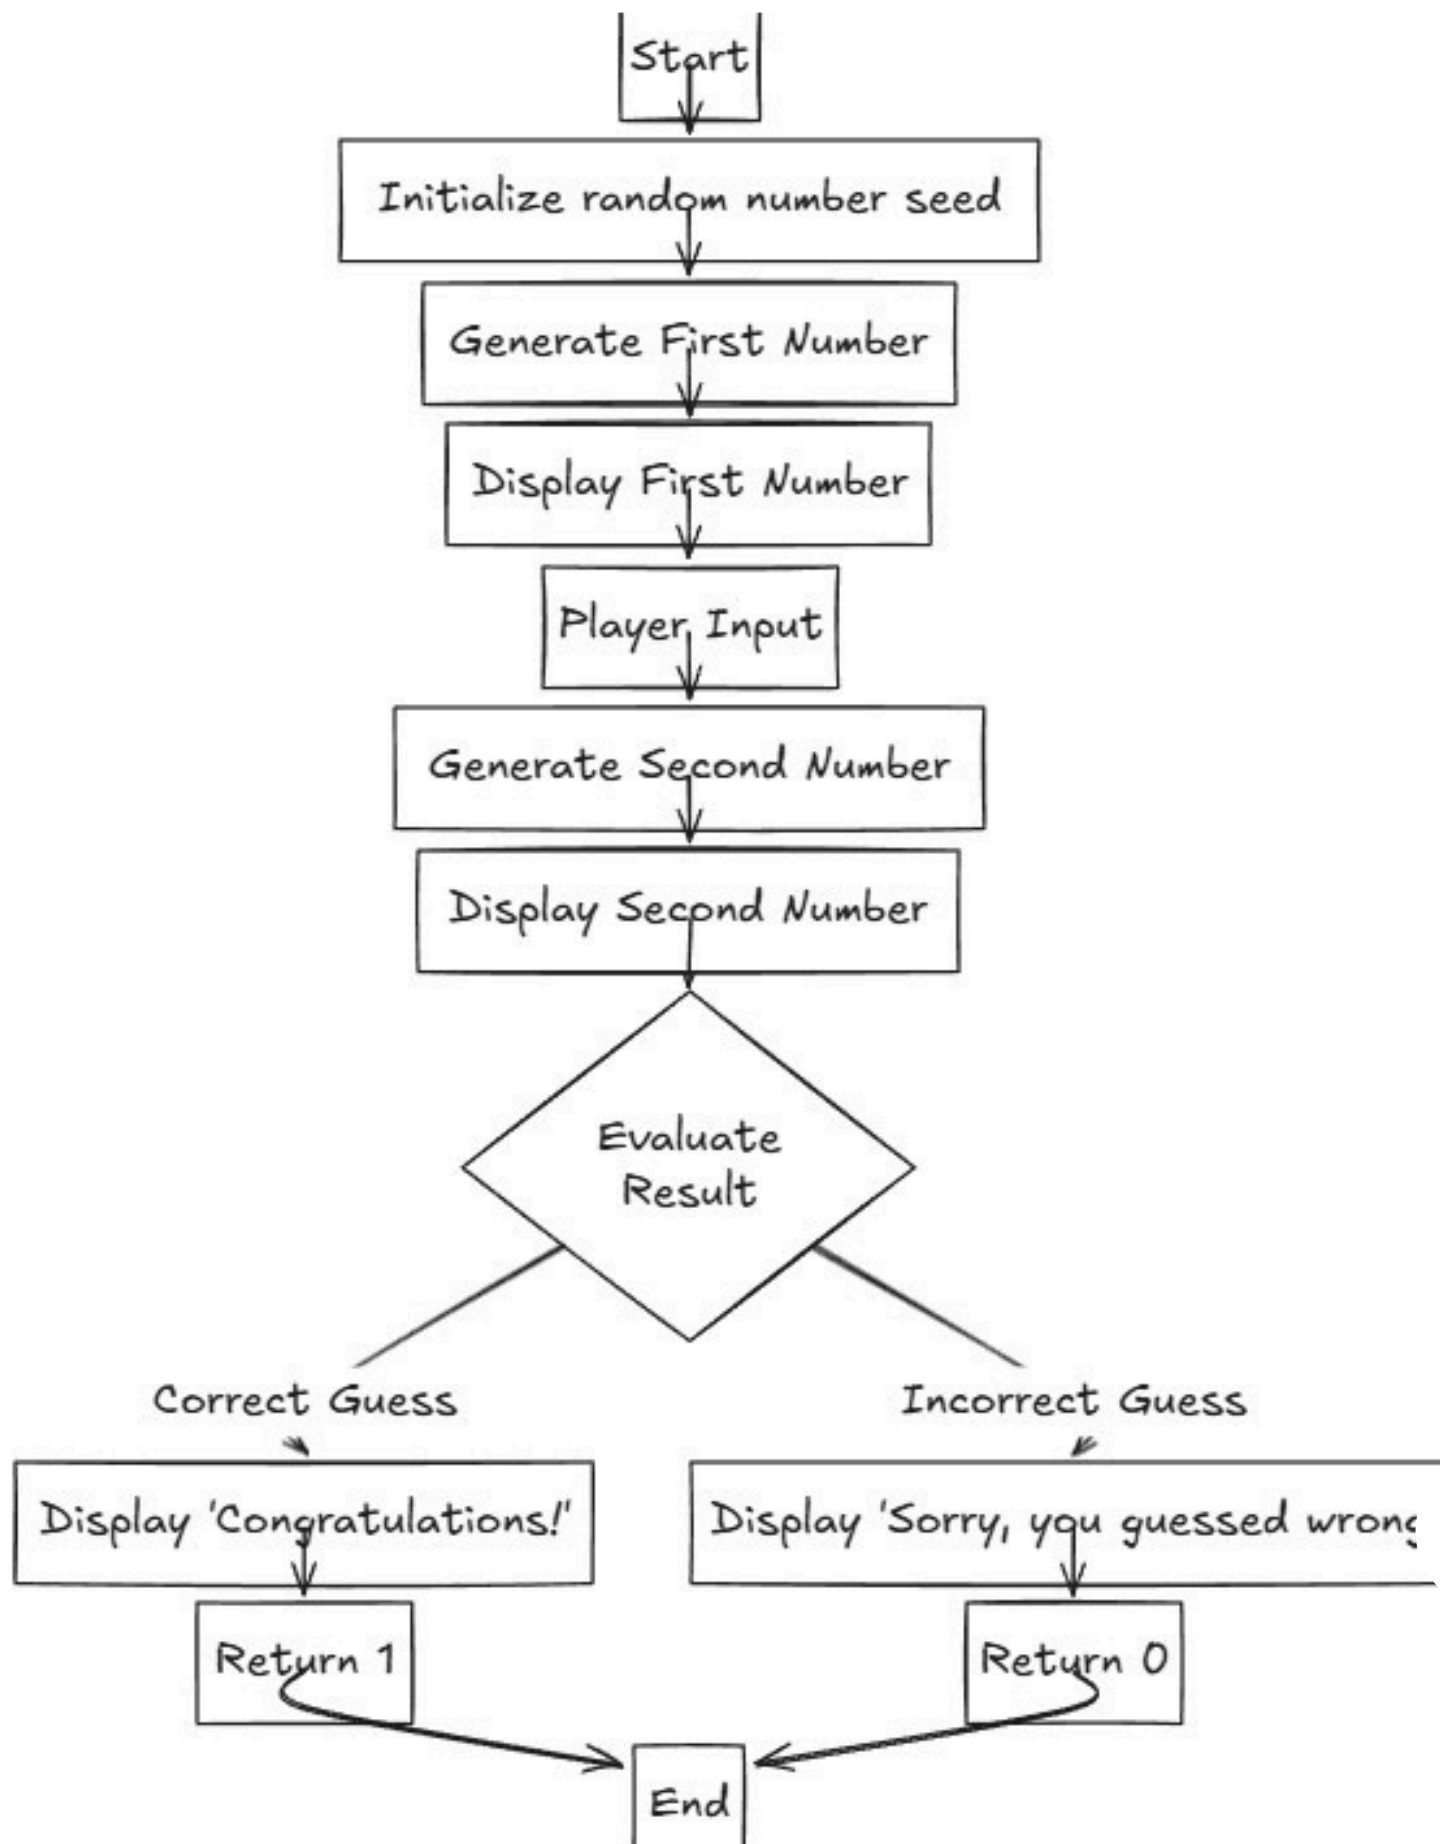 Start
Initialize random number seed
Generate First Number
Display First Number
Player Input
Generate Second Number
Display Second Number
Evaluate
Result
Correct Guess
Incorrect Guess
Display 'Congratulations!'
Display 'Sorry, you guessed wrong
Return 1
Return 0
End